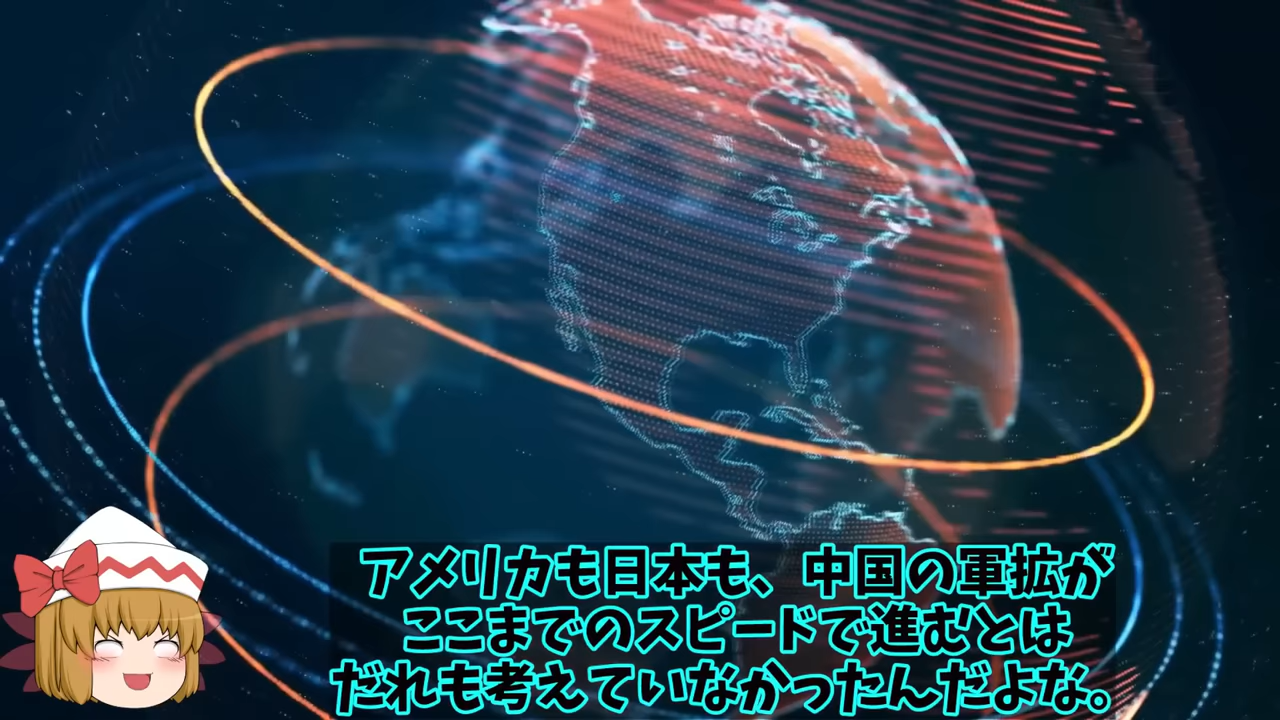 アメリカも日本も、中国の軍拡が
ここまでのスピードで進むとは
だれも考えていなかったんだよな。